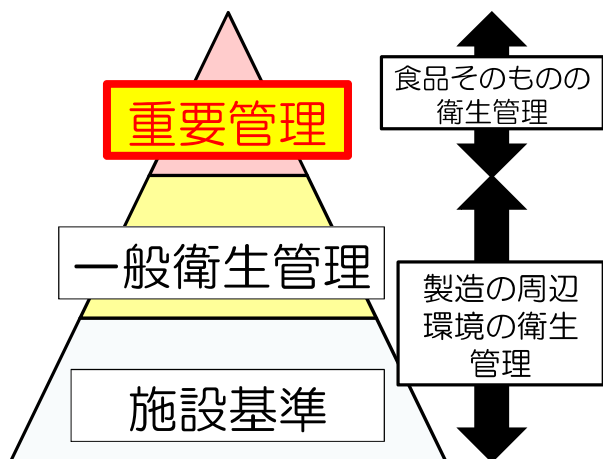 重要管理
一般衛生管理
施設基準
食品そのものの
衛生管理
製造の周辺
環境の衛生
管理